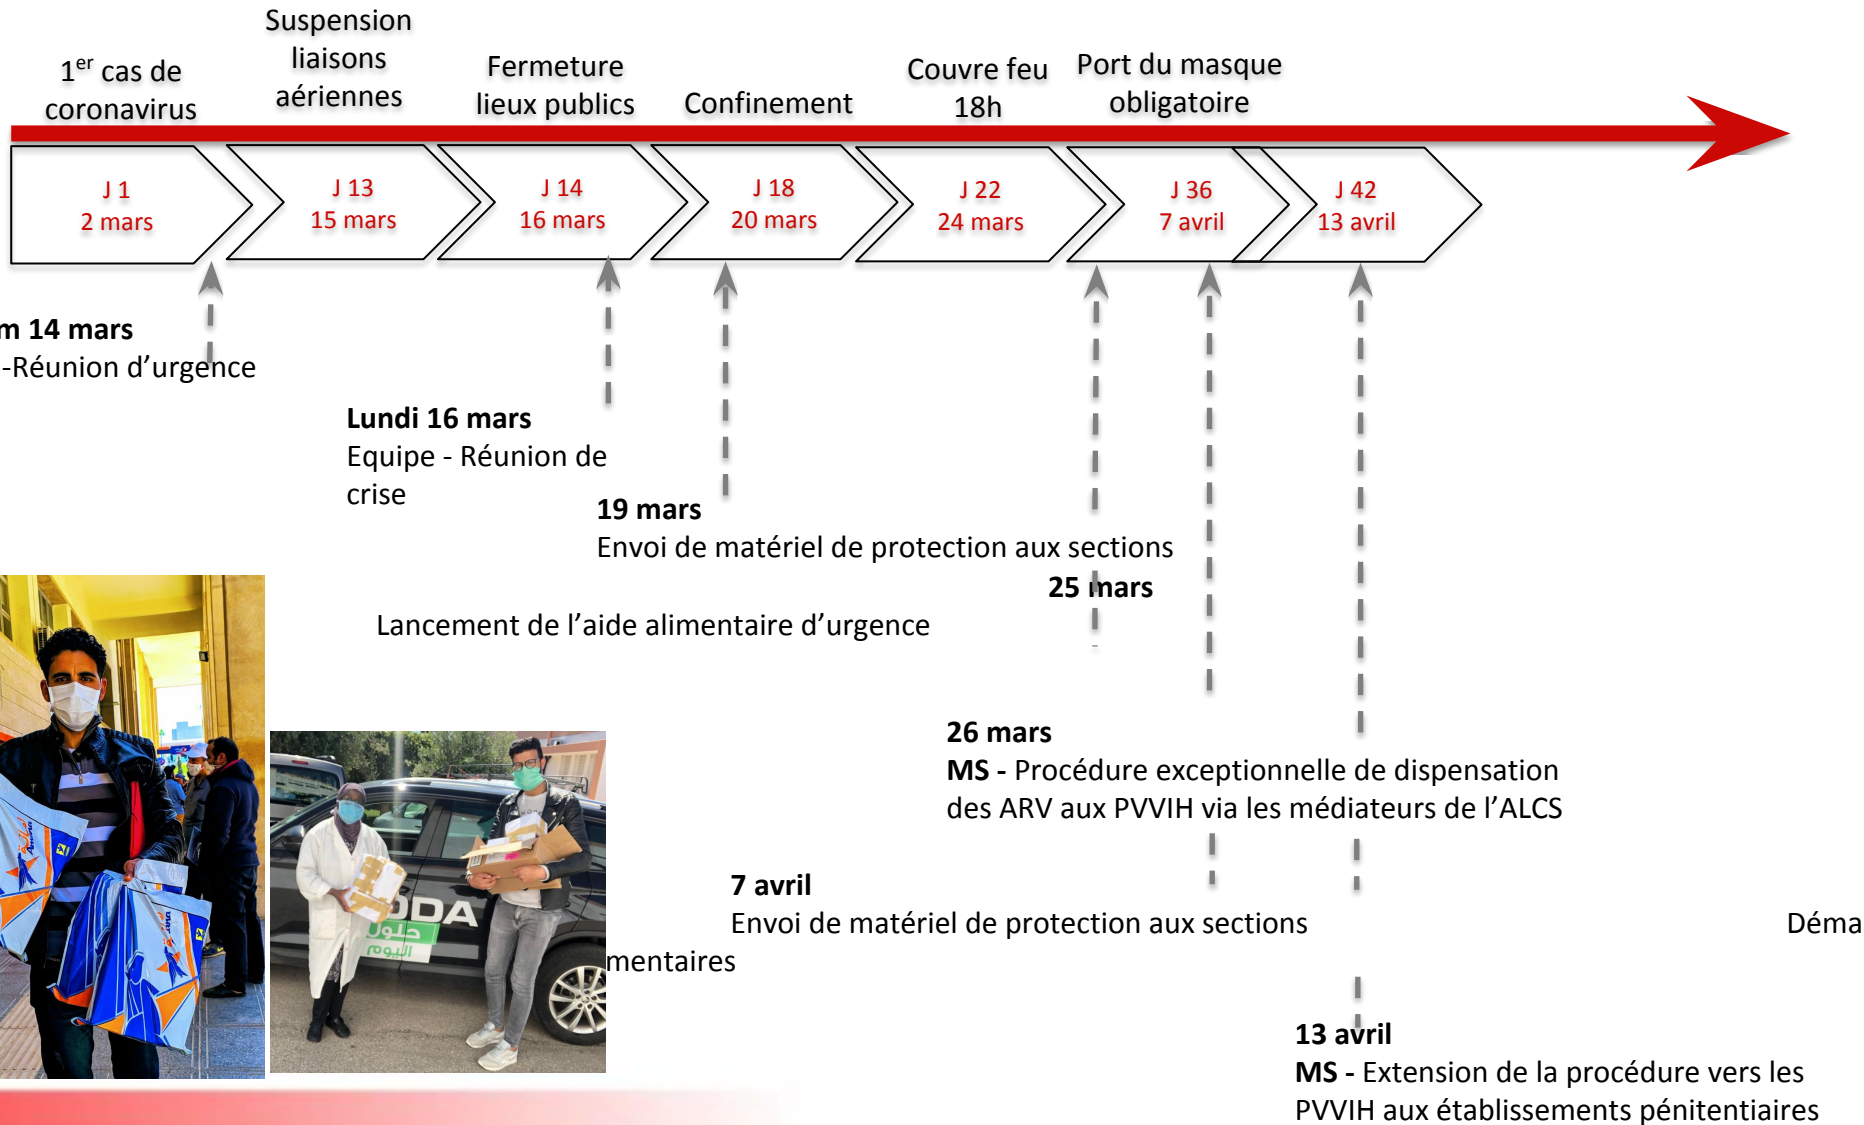 1er cas de
coronavirus
Suspension
liaisons
aériennes
Fermeture
lieux publics
Confinement
Couvre feu
18h
Port du masque
obligatoire
J 1
2 mars
J 13
15 mars
J 14
16 mars
J 18
20 mars
J 22
24 mars
J 36
7 avril
J 42
13 avril
14 mars
-Réunion d’urgence
Lundi 16 mars
Equipe - Réunion de
crise
19 mars
Envoi de matériel de protection aux sections
25 mars
Lancement de l’aide alimentaire d’urgence
26 mars
MS - Procédure exceptionnelle de dispensation
des ARV aux PVVIH via les médiateurs de l’ALCS
7 avril
Envoi de matériel de protection aux sections
13 avril
MS - Extension de la procédure vers les
PVVIH aux établissements pénitentiaires
أمانة
Amana
حلول
اليوم